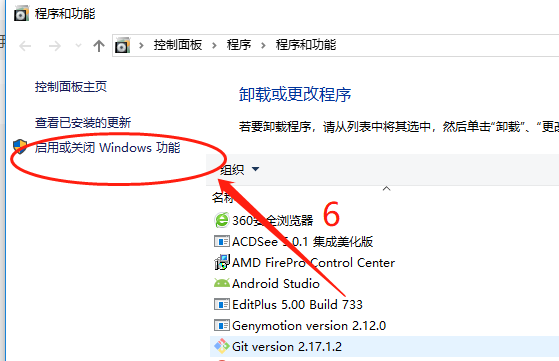 程序和功能
控制面板 › 程序 › 程序和功能
控制面板主页
卸载或更改程序
查看已安装的更新
若要卸载程序，请从列表中将其选中，然后单击“卸载”、“更
启用或关闭 Windows 功能
组织
名称
6
360安全浏览器
ACDSee 5.0.1 集成美化版
AMD FirePro Control Center
Android Studio
EditPlus 5.00 Build 733
Genymotion version 2.12.0
Git version 2.17.1.2